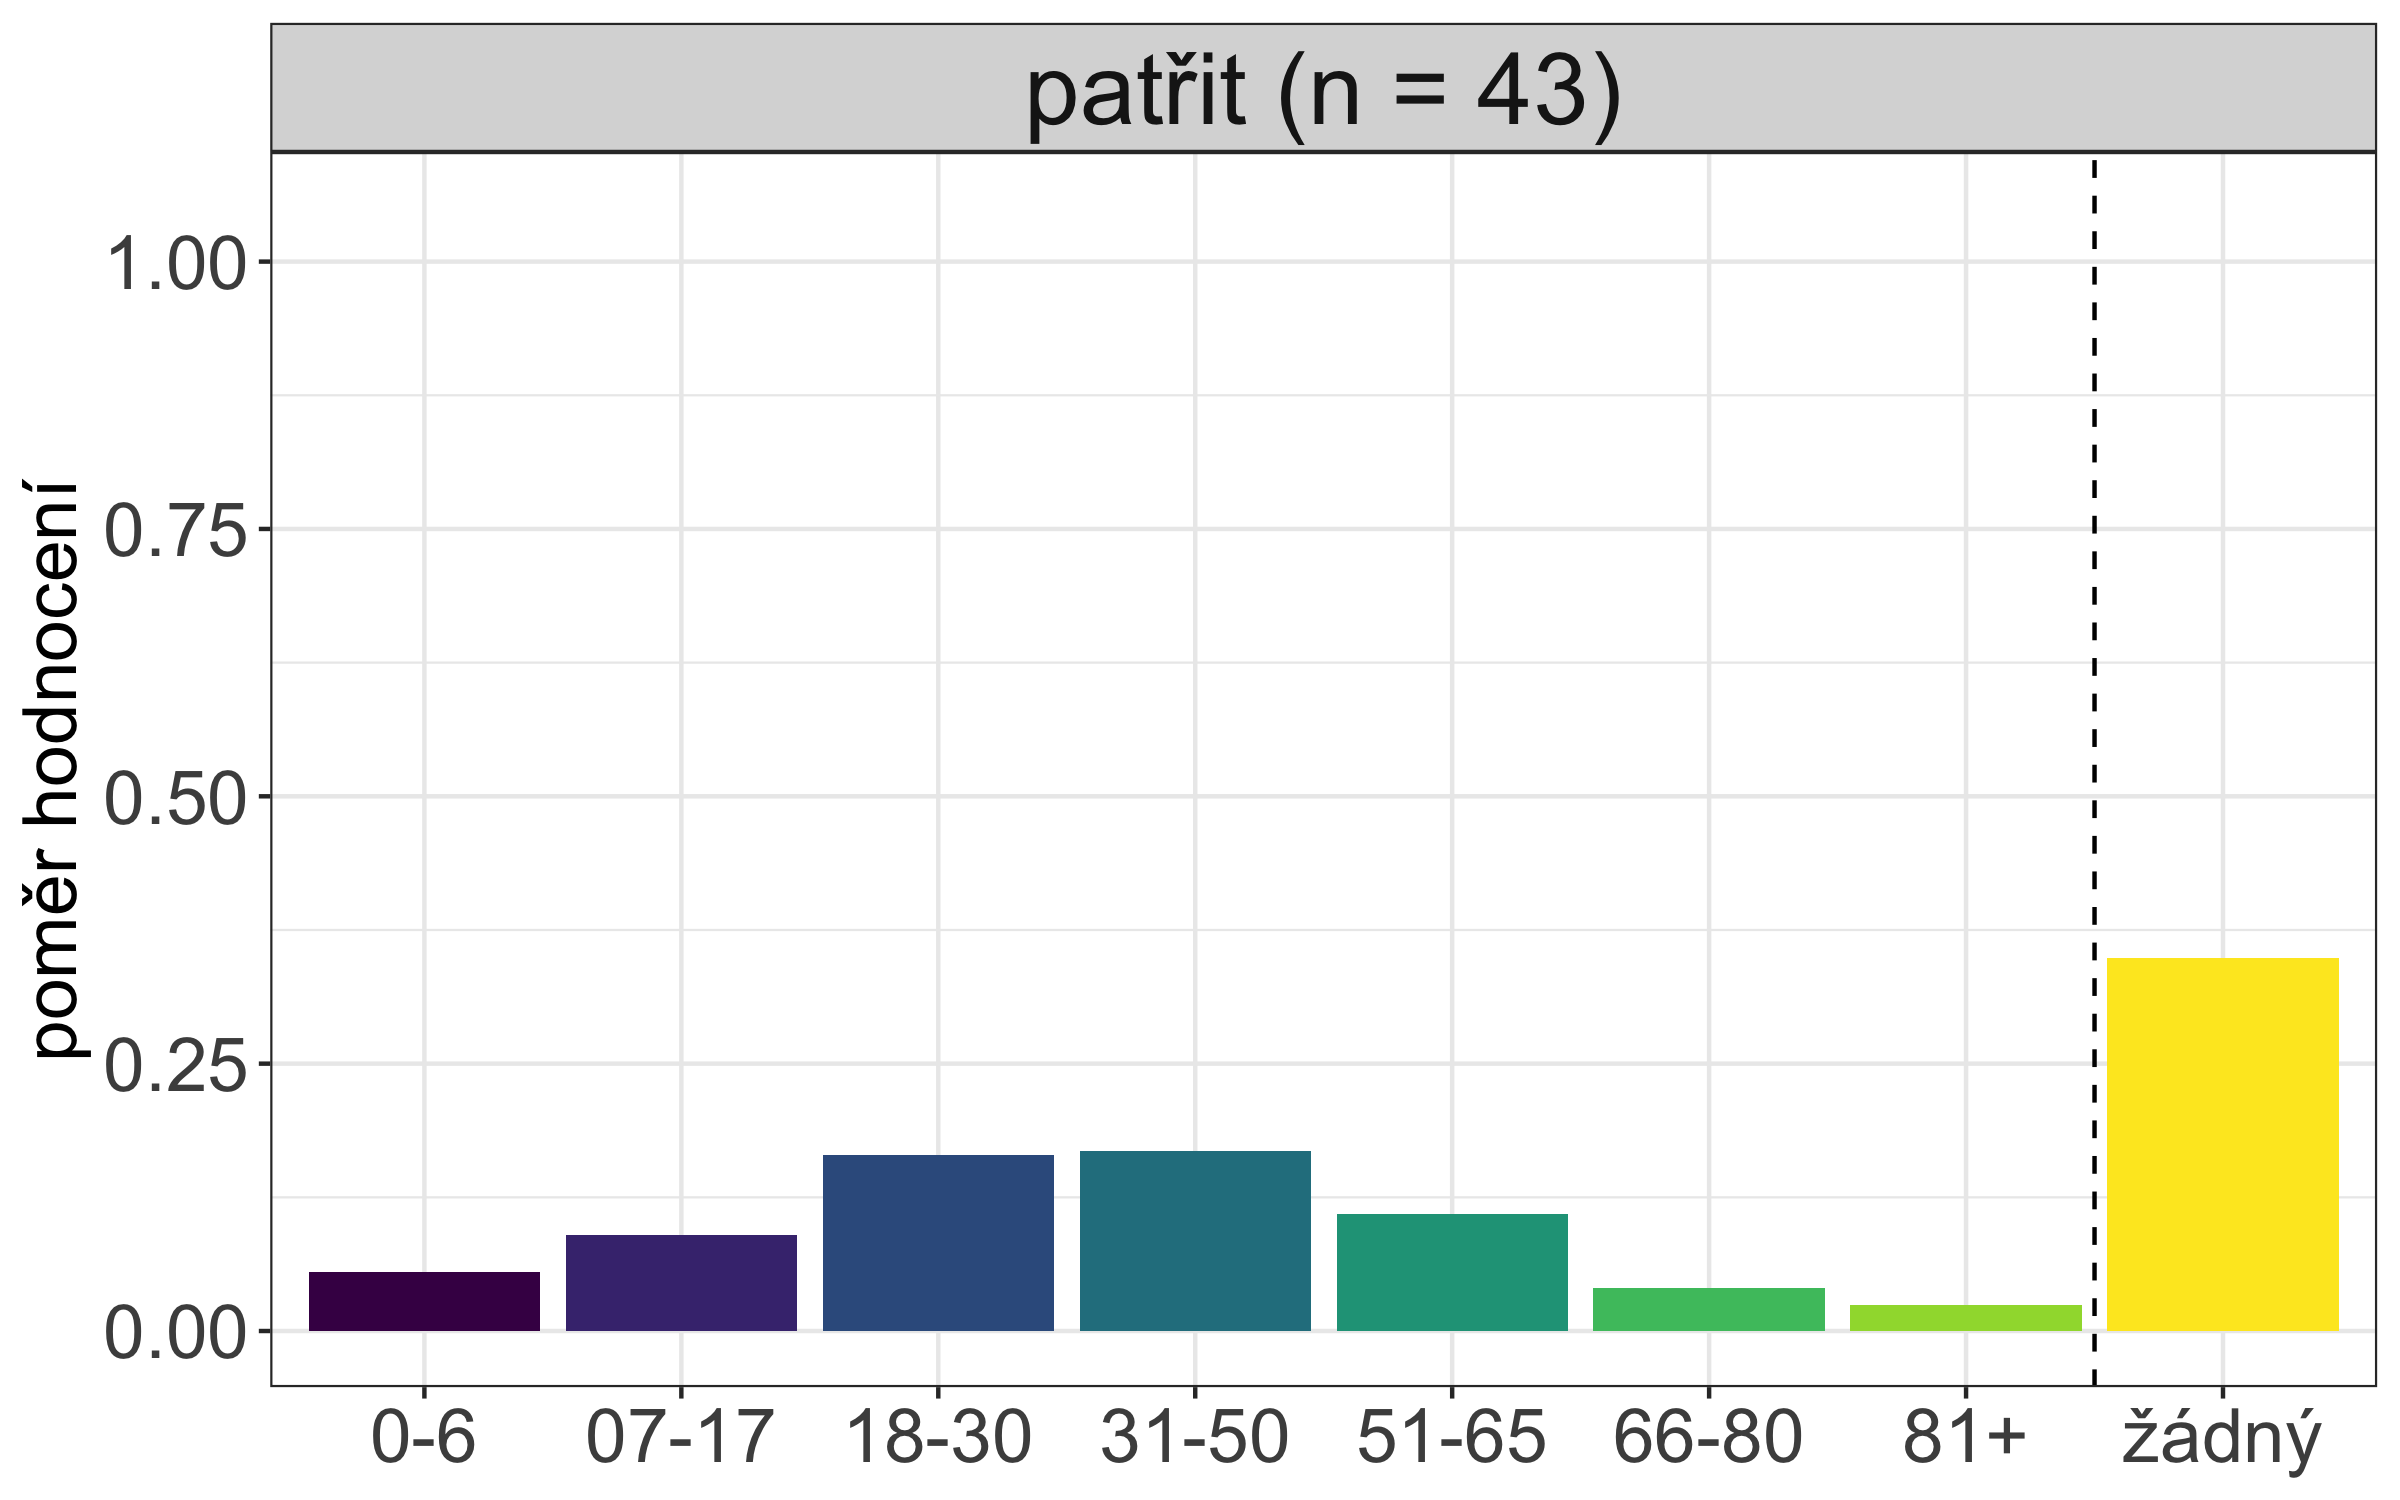 patřit (n = 43)
poměr hodnocení
1.00
0.75
0.50
0.25
0.00
0-6 07-17 18-30 31-50 51-65 66-80 81+ žádný